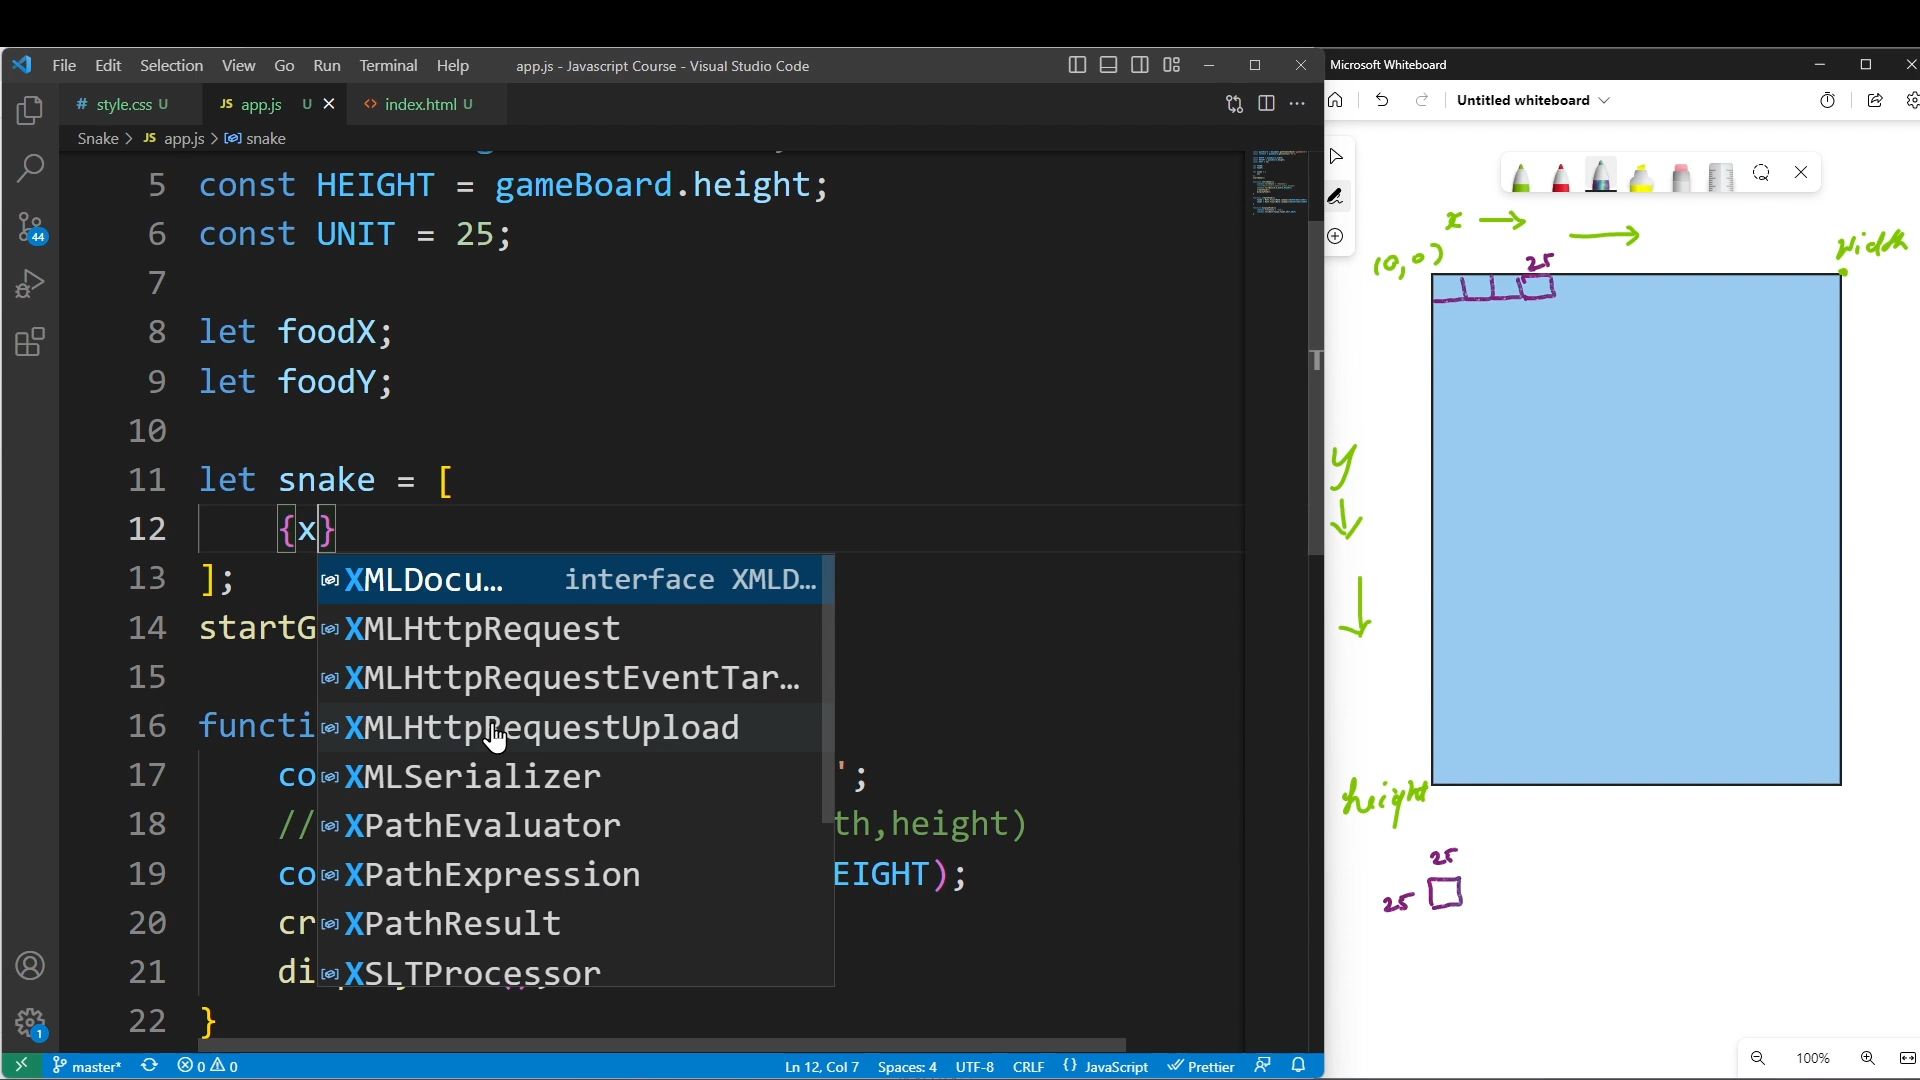 File Edit Selection View Go Run Terminal Help
app.js - Javascript Course - Visual Studio Code
# style.css U
JS app.js U
<> index.html U
Snake > JS app.js > snake
5 const HEIGHT = gameBoard.height;
6 const UNIT = 25;
7
8 let foodX;
9 let foodY;
10
11 let snake = [
12 {x}
13 ];
14 startG
15
16 functi
17 co ';
18 // th,height)
19 co EIGHT);
20 cr
21 di
22 }
XMLDocu... interface XMLD...
XMLHttpRequest
XMLHttpRequestEventTar...
XMLHttpRequestUpload
XMLSerializer
XPathEvaluator
XPathExpression
XPathResult
XSLTProcessor
44
1
master* 0 0
Ln 12, Col 7 Spaces: 4 UTF-8 CRLF {} JavaScript Prettier
Microsoft Whiteboard
Untitled whiteboard
x
(0,0)
width
25
y
height
25
25
100%